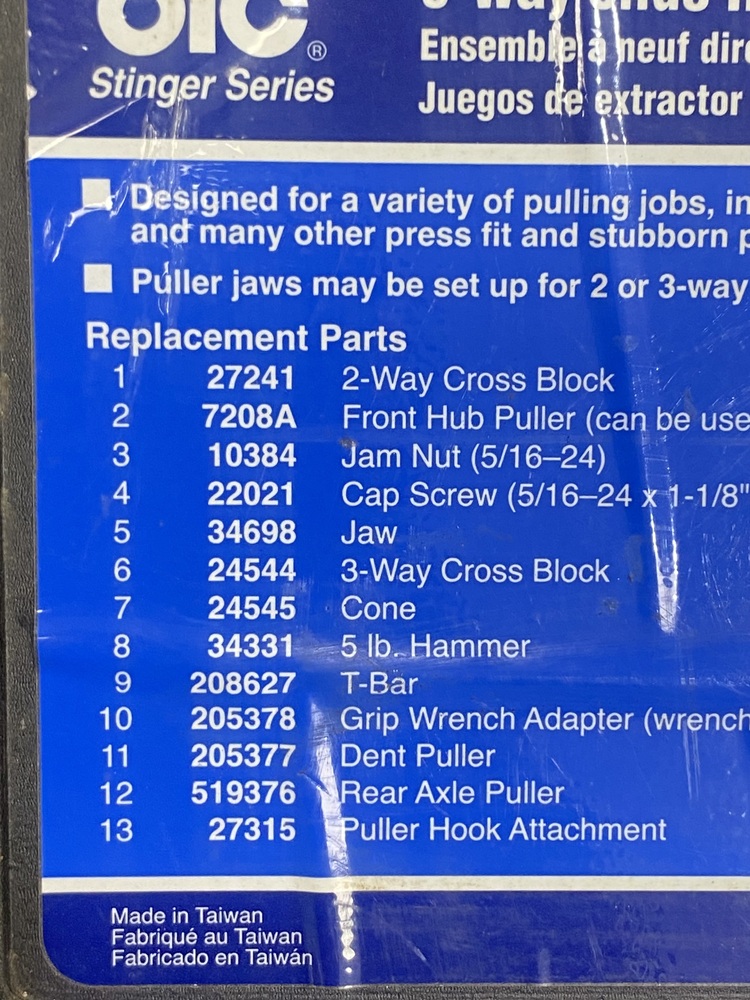 OTC®
Stinger Series
Ensemble à neuf
Juegos de extractor
Designed for a variety of pulling jobs,
and many other press fit and stubborn
Puller jaws may be set up for 2 or 3-way
Replacement Parts
1 27241 2-Way Cross Block
2 7208A Front Hub Puller (can be use
3 10384 Jam Nut (5/16–24)
4 22021 Cap Screw (5/16–24 x 1-1/8"
5 34698 Jaw
6 24544 3-Way Cross Block
7 24545 Cone
8 34331 5 lb. Hammer
9 208627 T-Bar
10 205378 Grip Wrench Adapter (wrench
11 205377 Dent Puller
12 519376 Rear Axle Puller
13 27315 Puller Hook Attachment
Made in Taiwan
Fabriqué au Taiwan
Fabricado en Taiwán